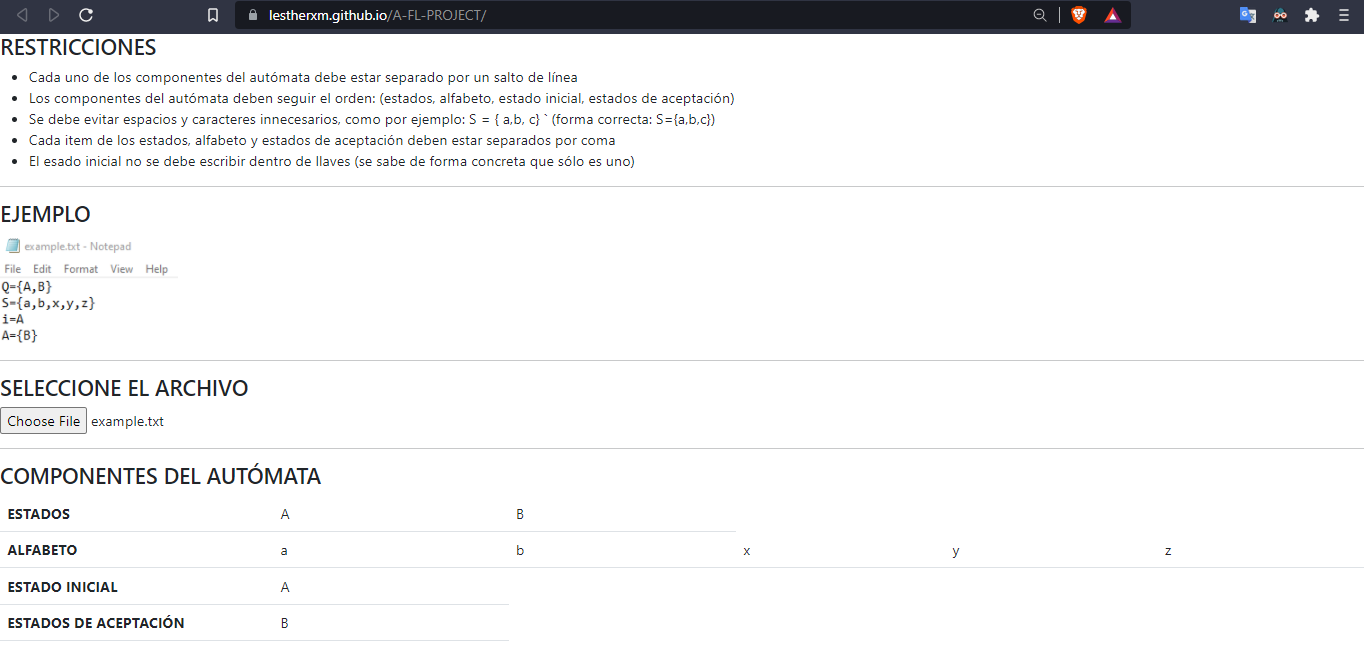 lestherxm.github.io/A-FL-PROJECT/
RESTRICCIONES
Cada uno de los componentes del autómata debe estar separado por un salto de línea
Los componentes del autómata deben seguir el orden: (estados, alfabeto, estado inicial, estados de aceptación)
Se debe evitar espacios y caracteres innecesarios, como por ejemplo: S = { a,b, c} ` (forma correcta: S={a,b,c})
Cada item de los estados, alfabeto y estados de aceptación deben estar separados por coma
El esado inicial no se debe escribir dentro de llaves (se sabe de forma concreta que sólo es uno)
EJEMPLO
example.txt - Notepad
File Edit Format View Help
Q={A,B}
S={a,b,x,y,z}
i=A
A={B}
SELECCIONE EL ARCHIVO
Choose File example.txt
COMPONENTES DEL AUTÓMATA
ESTADOS A B
ALFABETO a b x y z
ESTADO INICIAL A
ESTADOS DE ACEPTACIÓN B